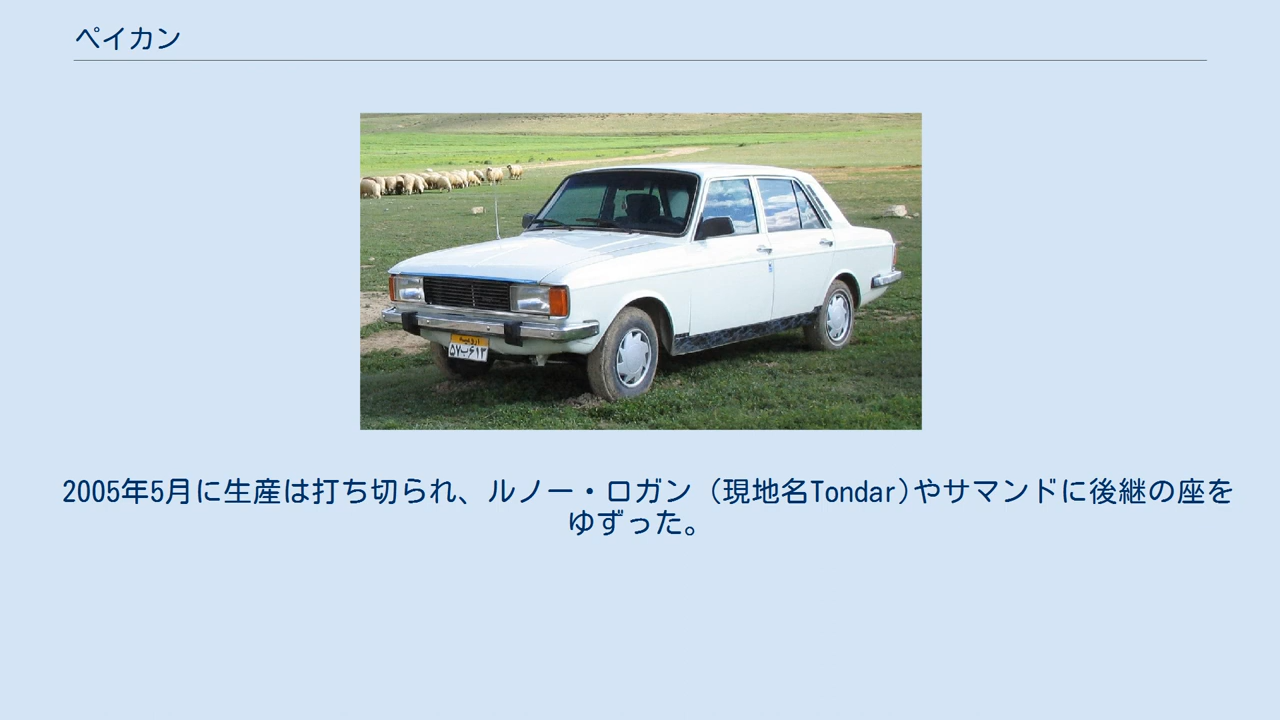 ペイカン
ارومیه
۵۷ب۶۱۳
2005年5月に生産は打ち切られ、ルノー・ロガン (現地名Tondar)やサマンドに後継の座を
ゆずった。